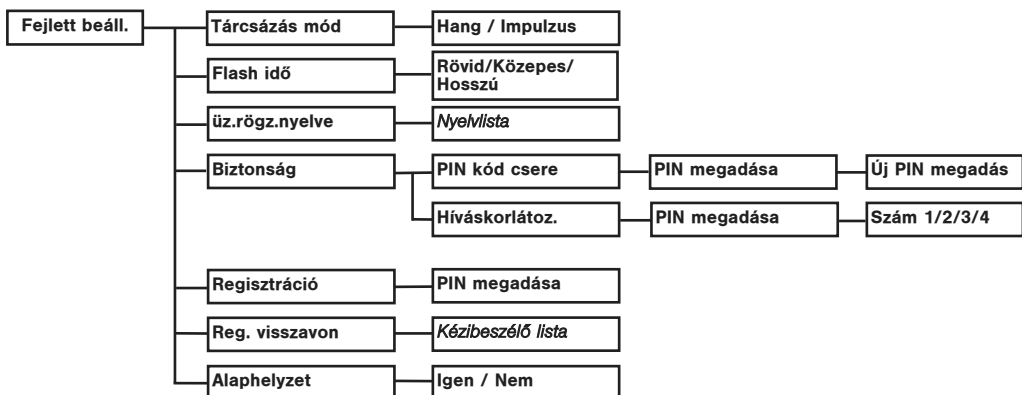 Fejlett beáll.
Tárcsázás mód
Hang / Impulzus
Flash idő
Rövid/Közepes/
Hosszú
üz.rögz.nyelve
Nyelvlista
Biztonság
PIN kód csere
PIN megadása
Új PIN megadás
Híváskorlátoz.
PIN megadása
Szám 1/2/3/4
Regisztráció
PIN megadása
Reg. visszavon
Kézibeszélő lista
Alaphelyzet
Igen / Nem